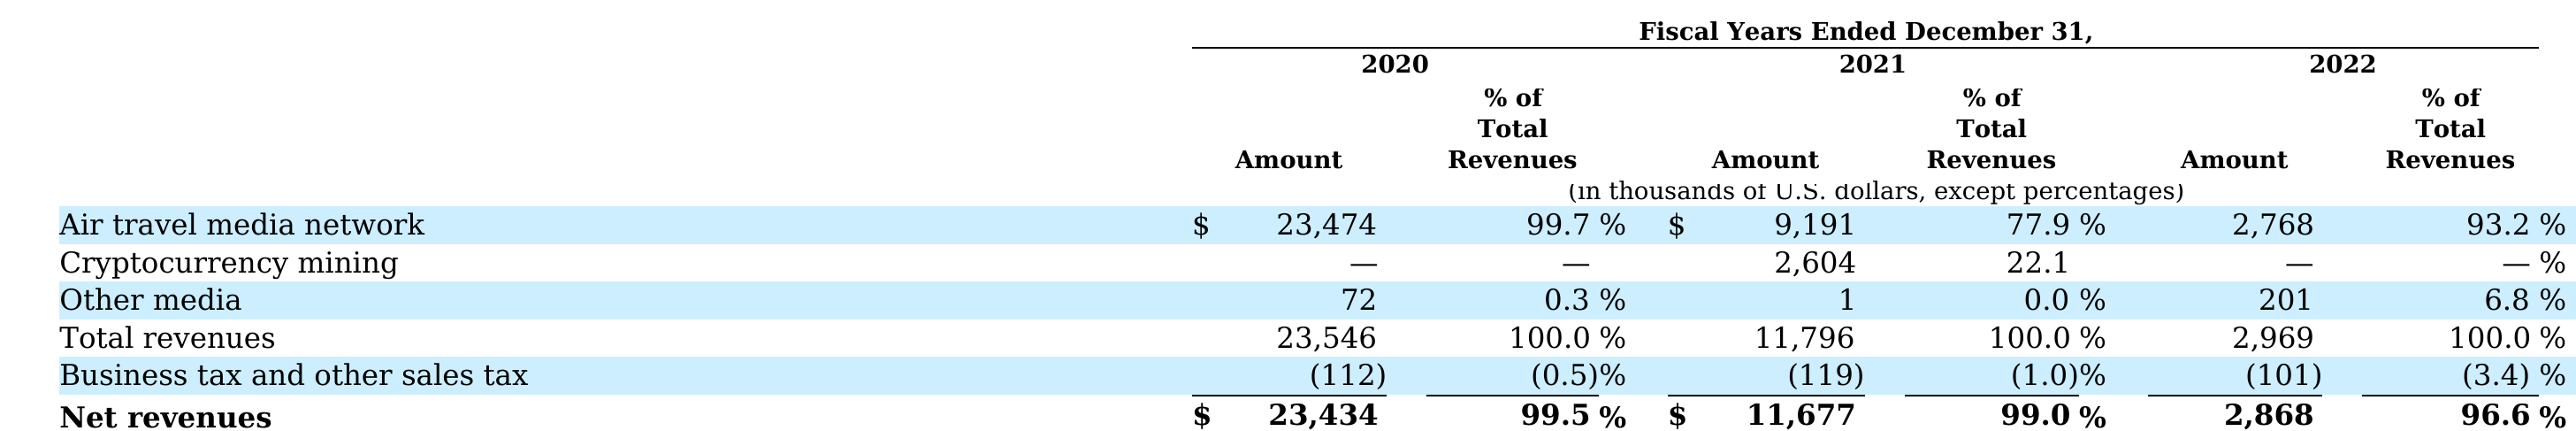 Fiscal Years Ended December 31,
2020 2021 2022
% of % of % of
Total Total Total
Amount Revenues Amount Revenues Amount Revenues
(in thousands of U.S. dollars, except percentages)
Air travel media network $ 23,474 99.7 % $ 9,191 77.9 % 2,768 93.2 %
Cryptocurrency mining — — 2,604 22.1 — — %
Other media 72 0.3 % 1 0.0 % 201 6.8 %
Total revenues 23,546 100.0 % 11,796 100.0 % 2,969 100.0 %
Business tax and other sales tax (112) (0.5)% (119) (1.0)% (101) (3.4) %
Net revenues $ 23,434 99.5 % $ 11,677 99.0 % 2,868 96.6 %